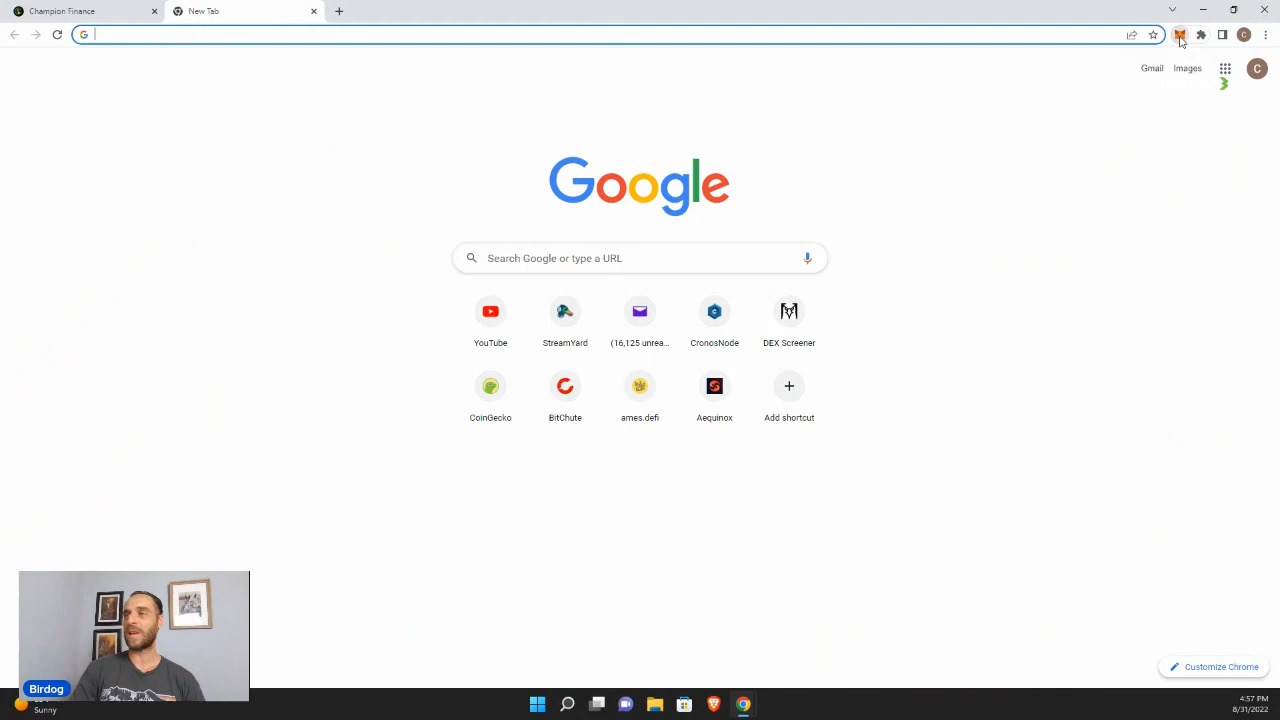 Champion Finance
New Tab
G
C
Gmail Images
C
Google
Search Google or type a URL
YouTube StreamYard (16,125 unrea... CronosNode DEX Screener
CoinGecko BitChute ames.defi Aequinox Add shortcut
Customize Chrome
Birdog
Sunny
4:57 PM
8/31/2022